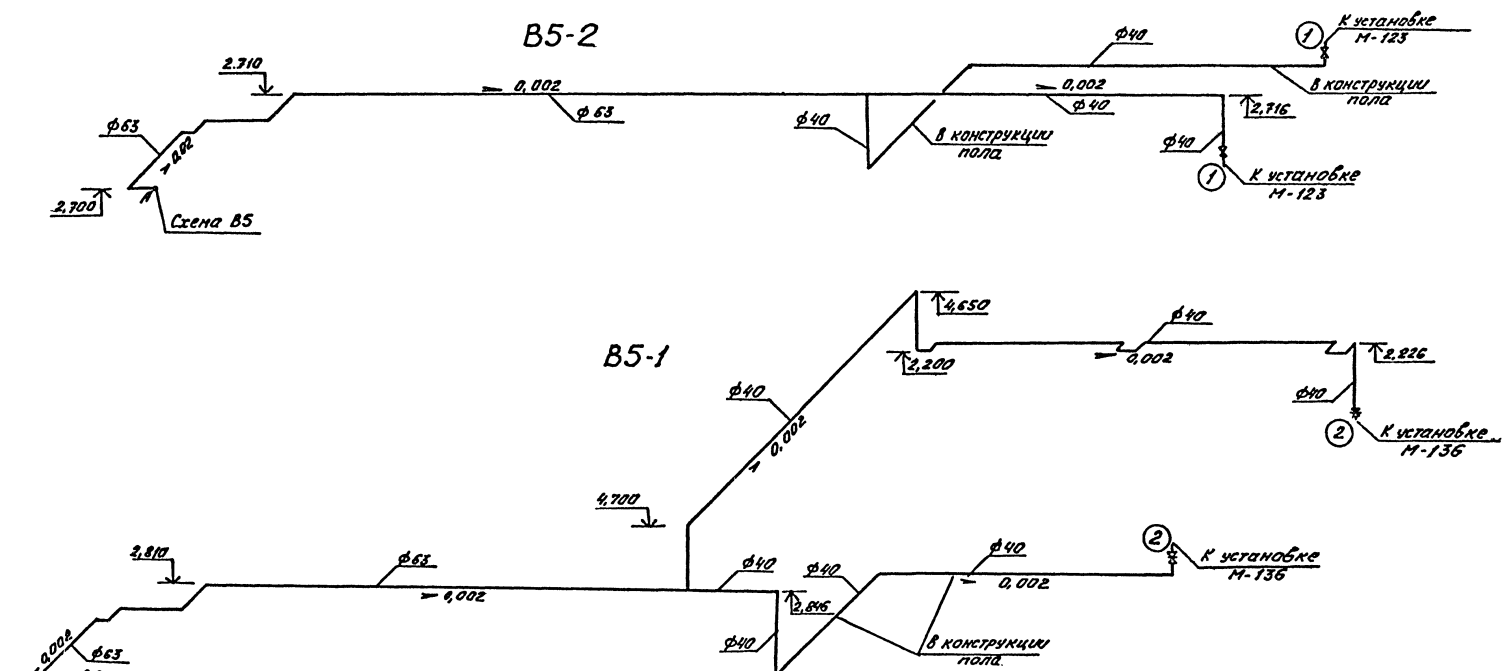 В5-2
1
К установке
М-123
ф40
2.710
0,002
ф63
в конструкции
пола
0,002
ф40
2,716
ф63
0,02
ф40
в конструкции
пола
ф40
1
К установке
М-123
2,700
Схема В5
В5-1
4,650
2,200
ф40
0,002
2,226
ф40
0,002
ф40
2
К установке
М-136
4,700
2,810
ф63
0,002
ф40
ф40
2,846
ф40
0,002
2
К установке
М-136
0,002
ф63
ф40
в конструкции
пола